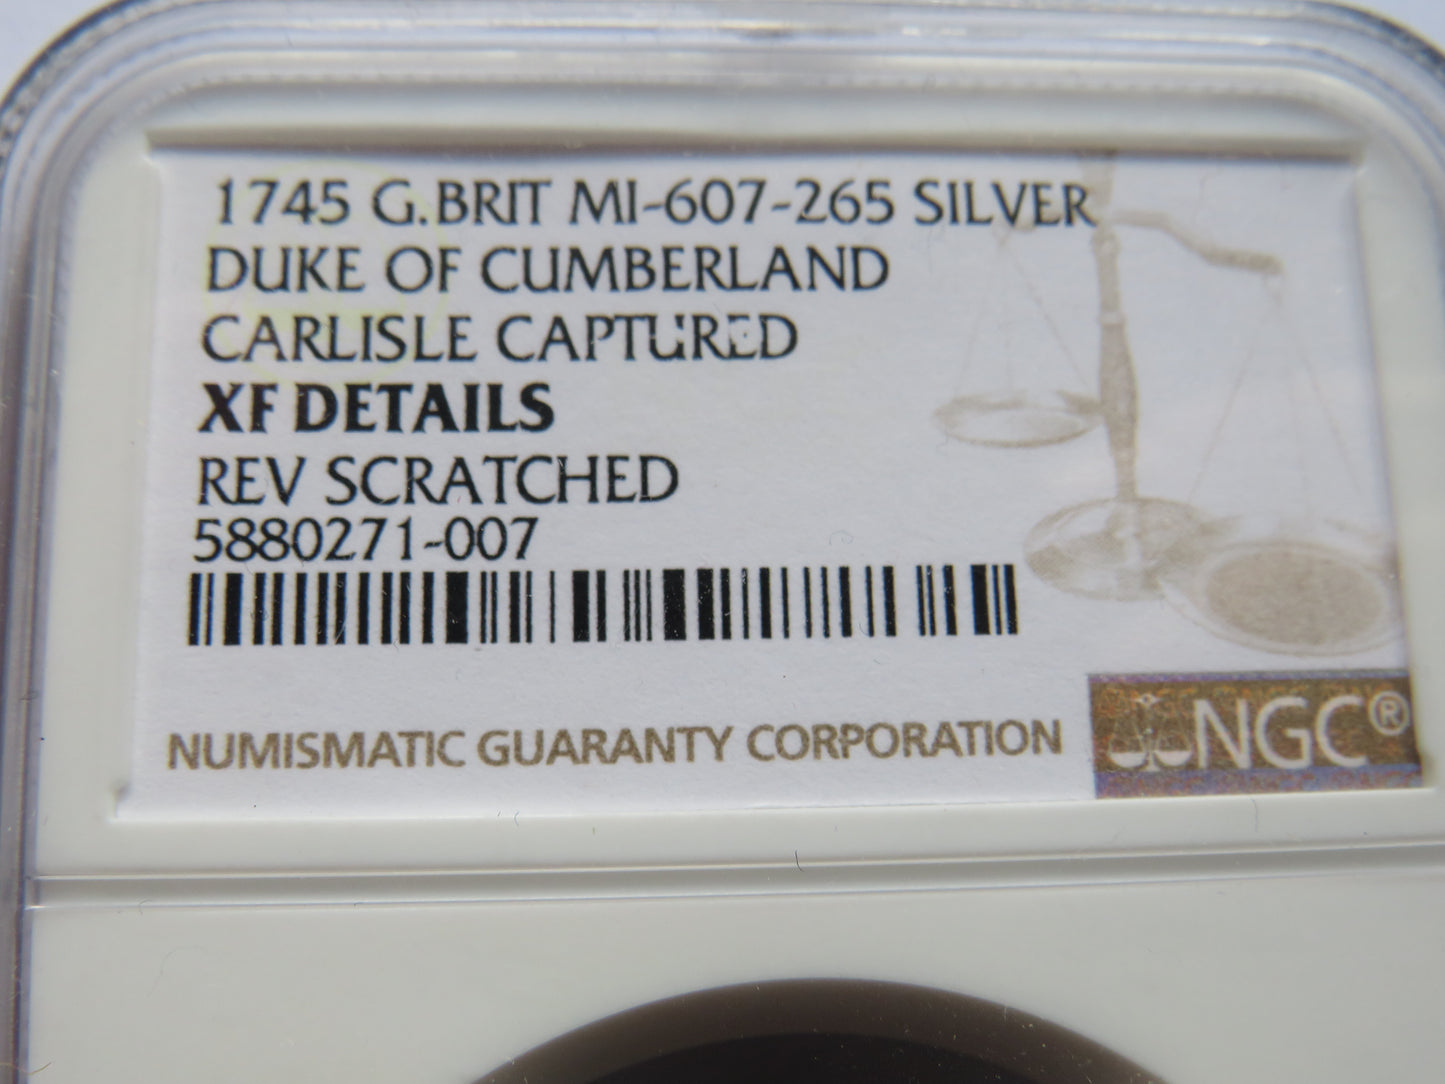 1745 G.BRIT MI-607-265 SILVER
DUKE OF CUMBERLAND
CARLISLE CAPTURED
XF DETAILS
REV SCRATCHED
5880271-007
NUMISMATIC GUARANTY CORPORATION
NGC®